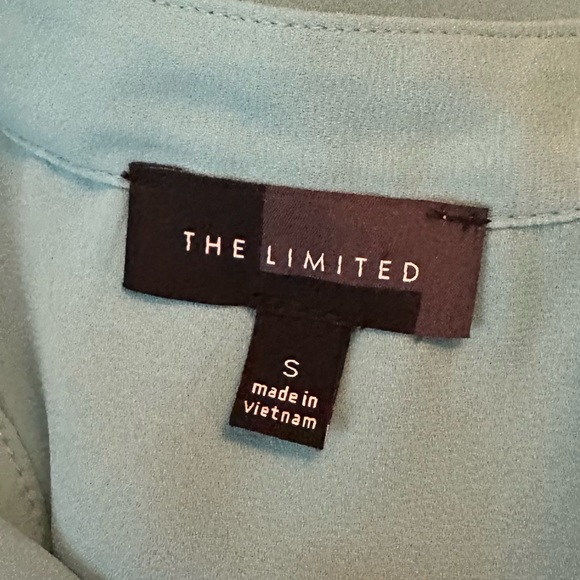 THE LIMITED
S
made in
vietnam